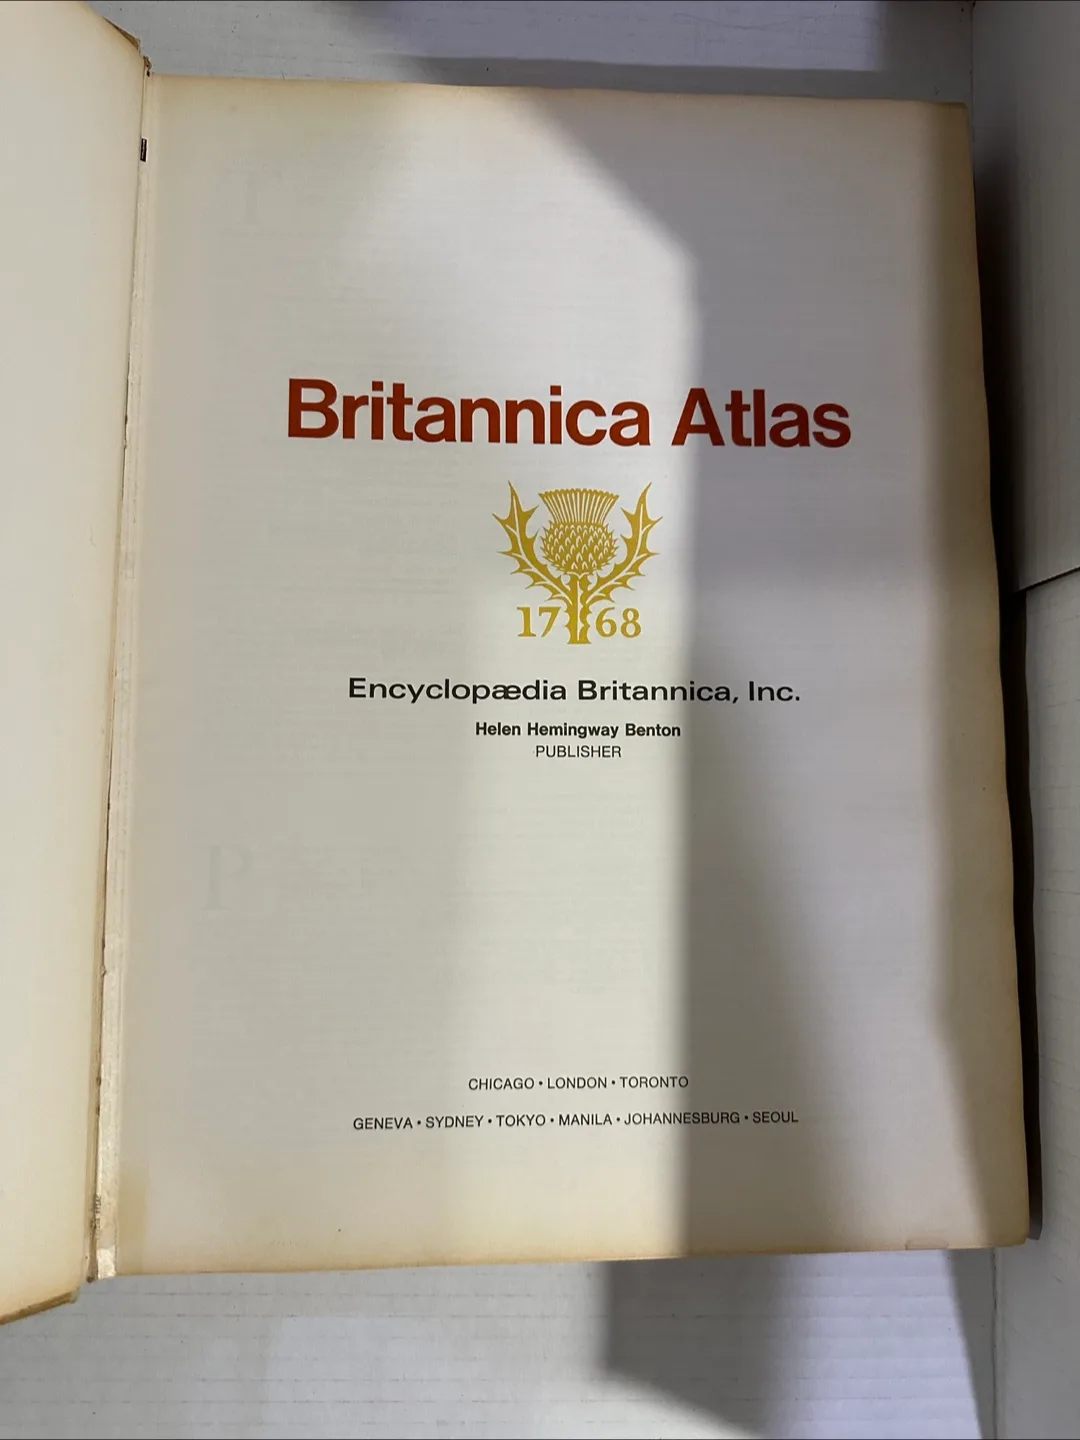 Britannica Atlas
1768
Encyclopædia Britannica, Inc.
Helen Hemingway Benton
PUBLISHER
CHICAGO • LONDON • TORONTO
GENEVA • SYDNEY • TOKYO • MANILA • JOHANNESBURG • SEOUL